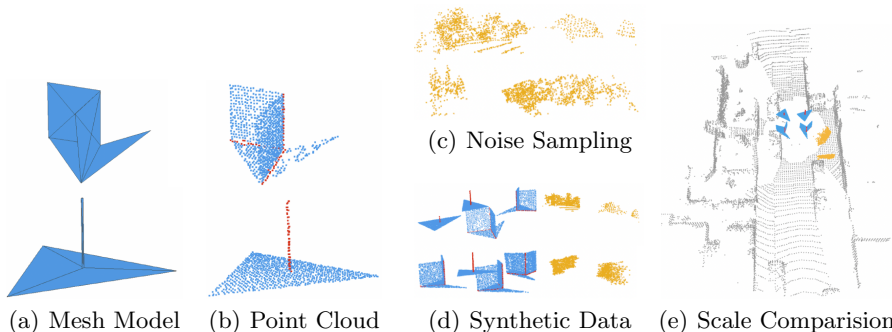 (c) Noise Sampling
(a) Mesh Model
(b) Point Cloud
(d) Synthetic Data
(e) Scale Comparision